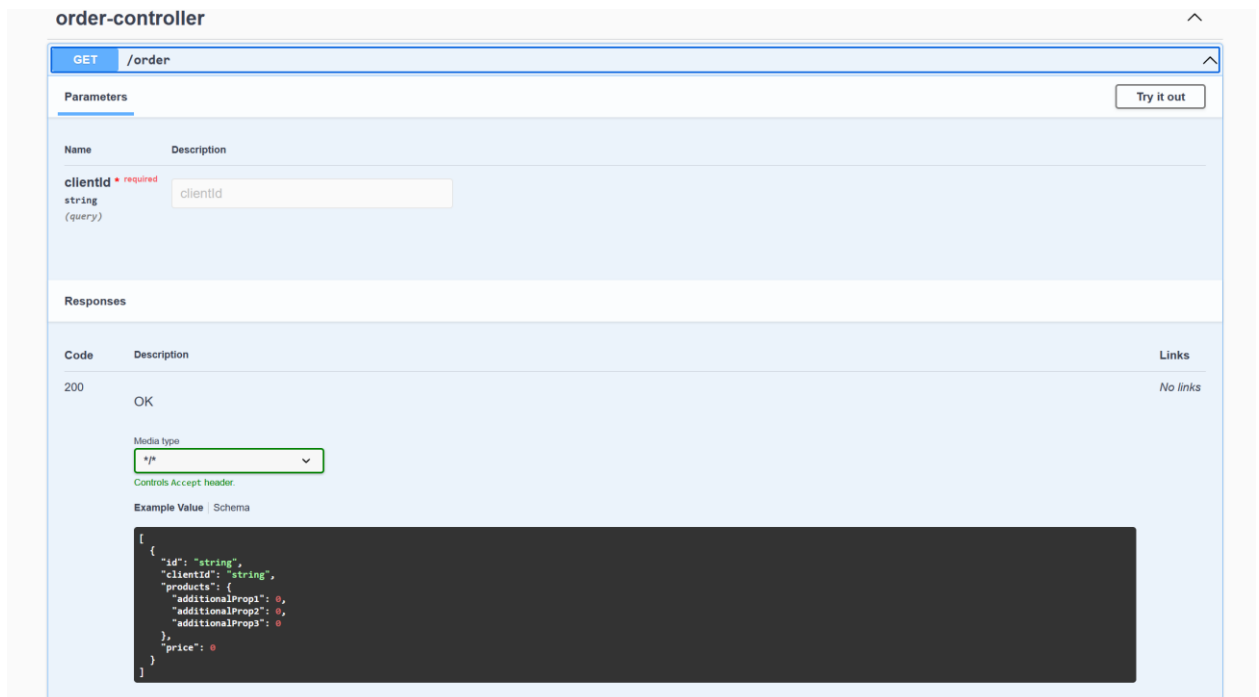 order-controller
GET /order
Parameters
Try it out
Name Description
clientId * required
string
(query)
clientId
Responses
Code Description Links
200 No links
OK
Media type
*/*
Controls Accept header.
Example Value Schema
[
  {
    "id": "string",
    "clientId": "string",
    "products": {
      "additionalProp1": 0,
      "additionalProp2": 0,
      "additionalProp3": 0
    },
    "price": 0
  }
]